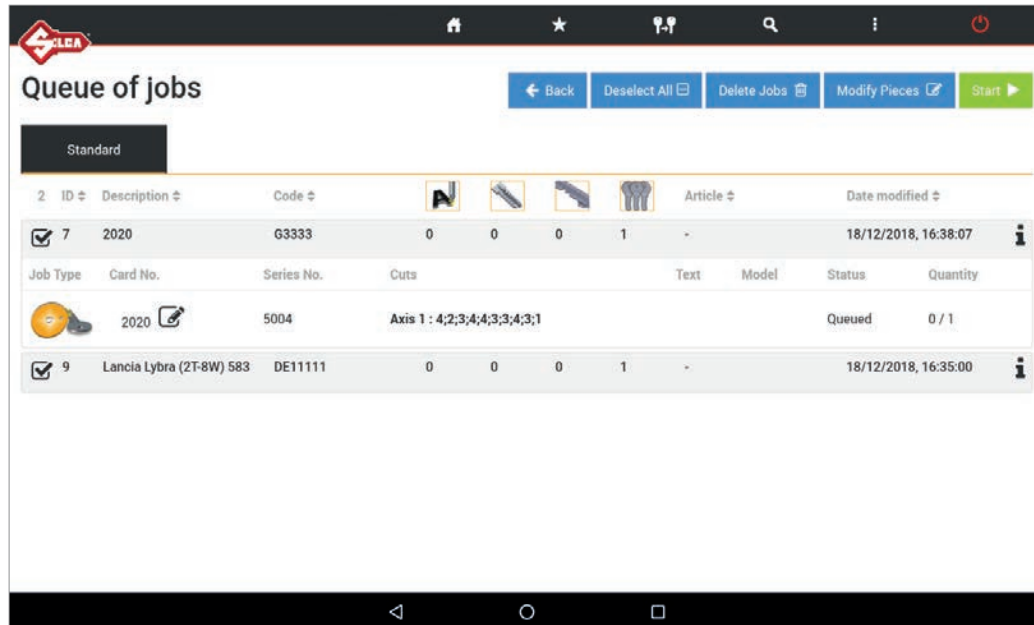 SILCA
Queue of jobs
Back Deselect All Delete Jobs Modify Pieces Start
Standard
2 ID Description Code Article Date modified
7 2020 G3333 0 0 0 1 - 18/12/2018, 16:38:07
Job Type Card No. Series No. Cuts Text Model Status Quantity
2020 5004 Axis 1 : 4;2;3;4;4;3;3;4;3;1 Queued 0 / 1
9 Lancia Lybra (2T-8W) 583 DE11111 0 0 0 1 - 18/12/2018, 16:35:00